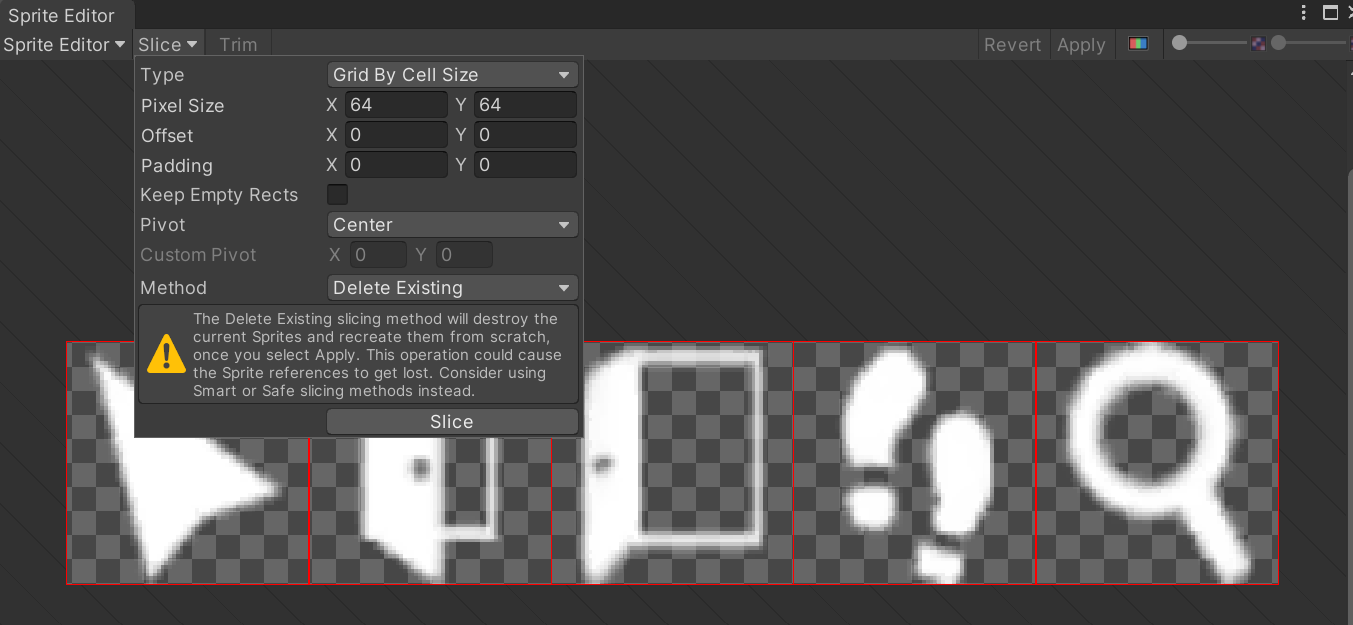 Sprite Editor
Sprite Editor Slice Trim Revert Apply
Type Grid By Cell Size
Pixel Size X 64 Y 64
Offset X 0 Y 0
Padding X 0 Y 0
Keep Empty Rects
Pivot Center
Custom Pivot X 0 Y 0
Method Delete Existing
The Delete Existing slicing method will destroy the
current Sprites and recreate them from scratch,
once you select Apply. This operation could cause
the Sprite references to get lost. Consider using
Smart or Safe slicing methods instead.
Slice